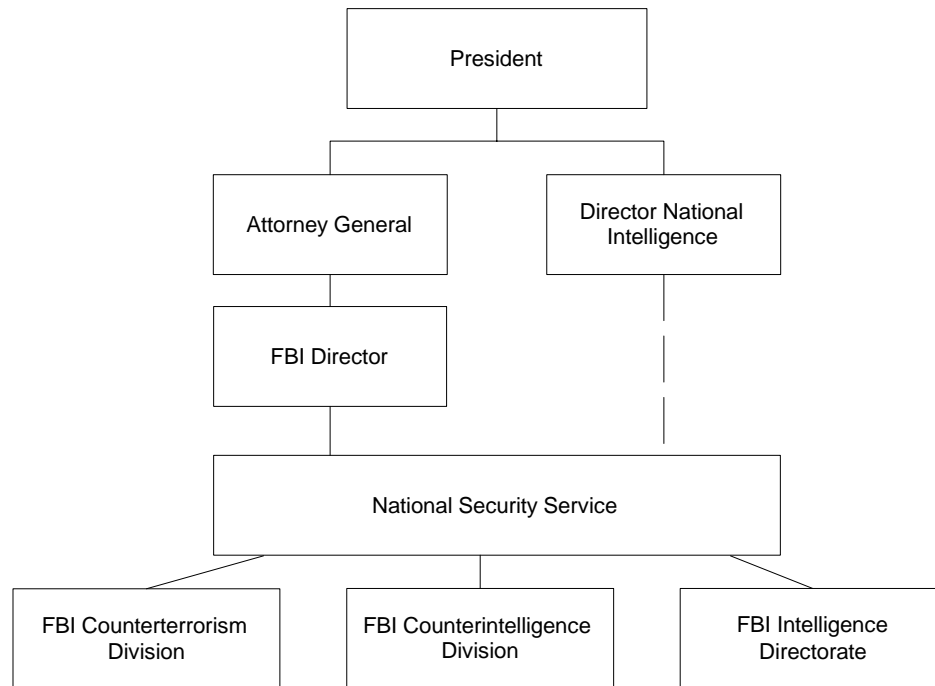 President
Attorney General
Director National
Intelligence
FBI Director
National Security Service
FBI Counterterrorism
Division
FBI Counterintelligence
Division
FBI Intelligence
Directorate